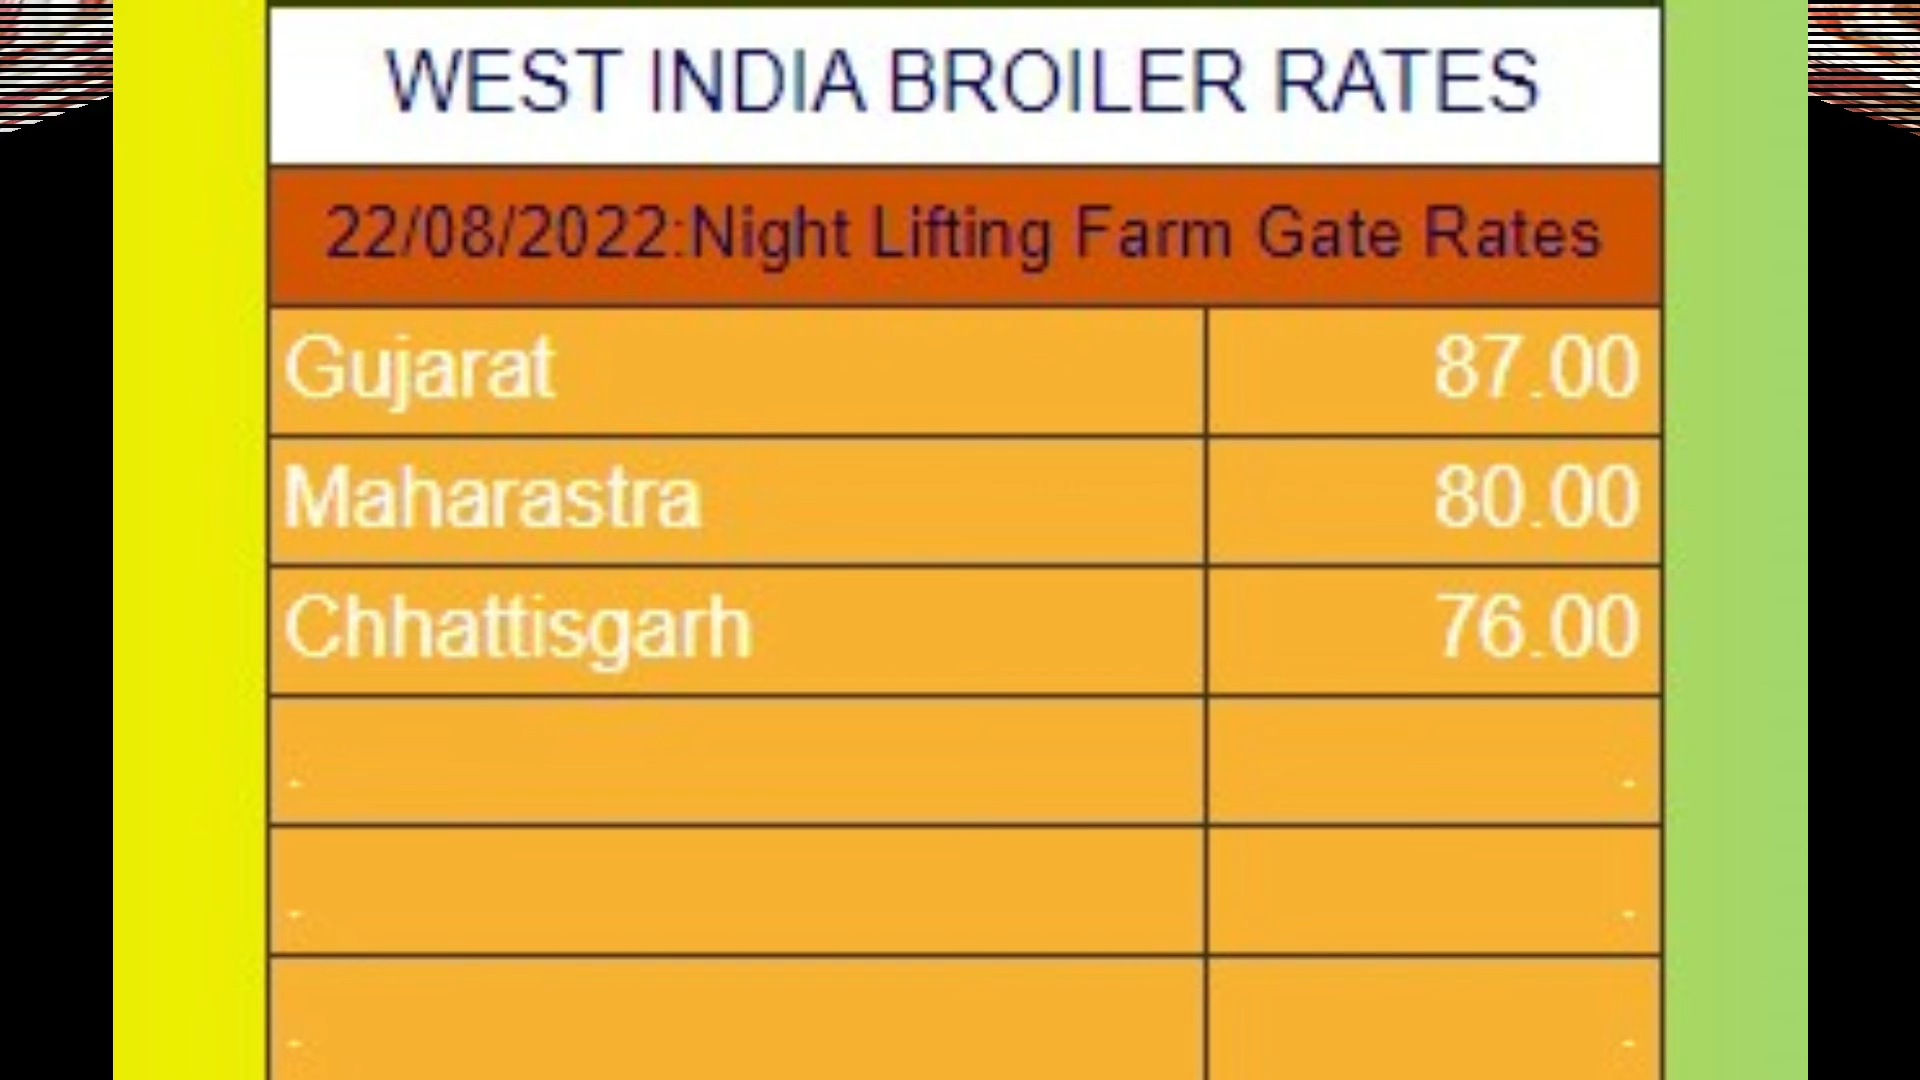 WEST INDIA BROILER RATES
22/08/2022:Night Lifting Farm Gate Rates
Gujarat 87.00
Maharastra 80.00
Chhattisgarh 76.00
. .
. .
. .